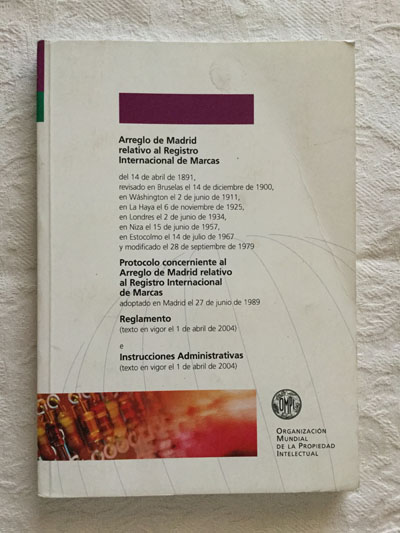 Arreglo de Madrid
relativo al Registro
Internacional de Marcas
del 14 de abril de 1891,
revisado en Bruselas el 14 de diciembre de 1900,
en Wáshington el 2 de junio de 1911,
en La Haya el 6 de noviembre de 1925,
en Londres el 2 de junio de 1934,
en Niza el 15 de junio de 1957,
en Estocolmo el 14 de julio de 1967
y modificado el 28 de septiembre de 1979
Protocolo concerniente al
Arreglo de Madrid relativo
al Registro Internacional
de Marcas
adoptado en Madrid el 27 de junio de 1989
Reglamento
(texto en vigor el 1 de abril de 2004)
e
Instrucciones Administrativas
(texto en vigor el 1 de abril de 2004)
OMPI
ORGANIZACIÓN
MUNDIAL
DE LA PROPIEDAD
INTELECTUAL